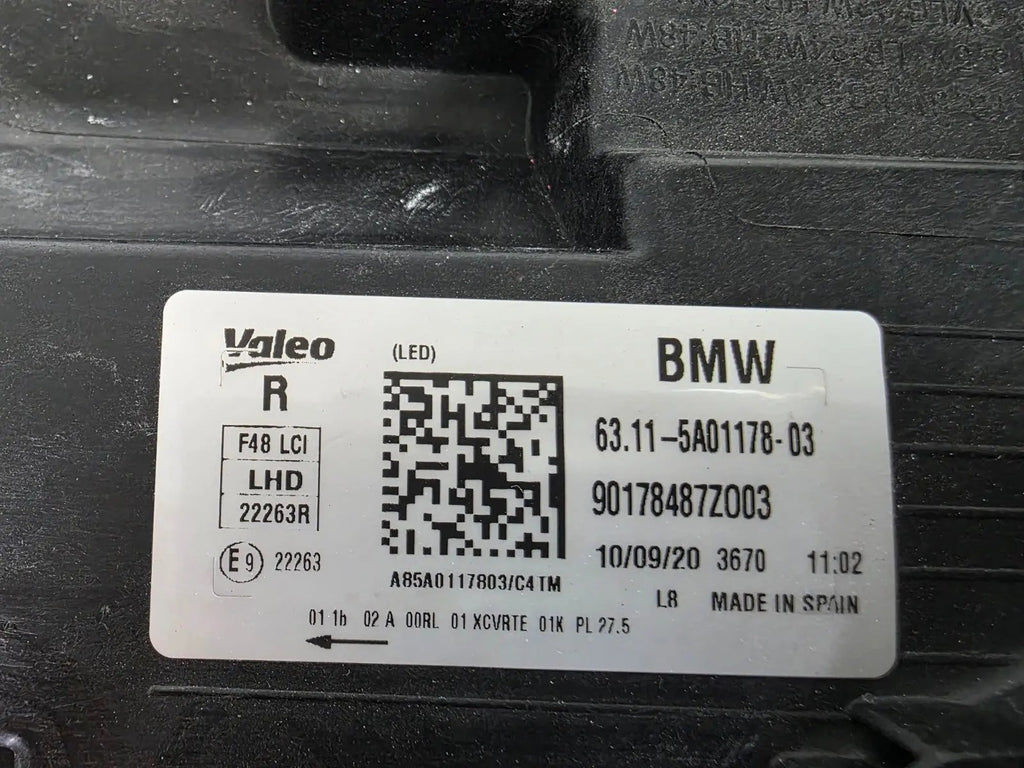 Valeo
(LED)
BMW
R
F48 LCI
LHD
22263R
E9 22263
63.11-5A01178-03
90178487Z003
10/09/20 3670 11:02
A85A0117803/C4TM
L8 MADE IN SPAIN
01 1b 02 A 00RL 01 XCVRTE 01K PL 27.5